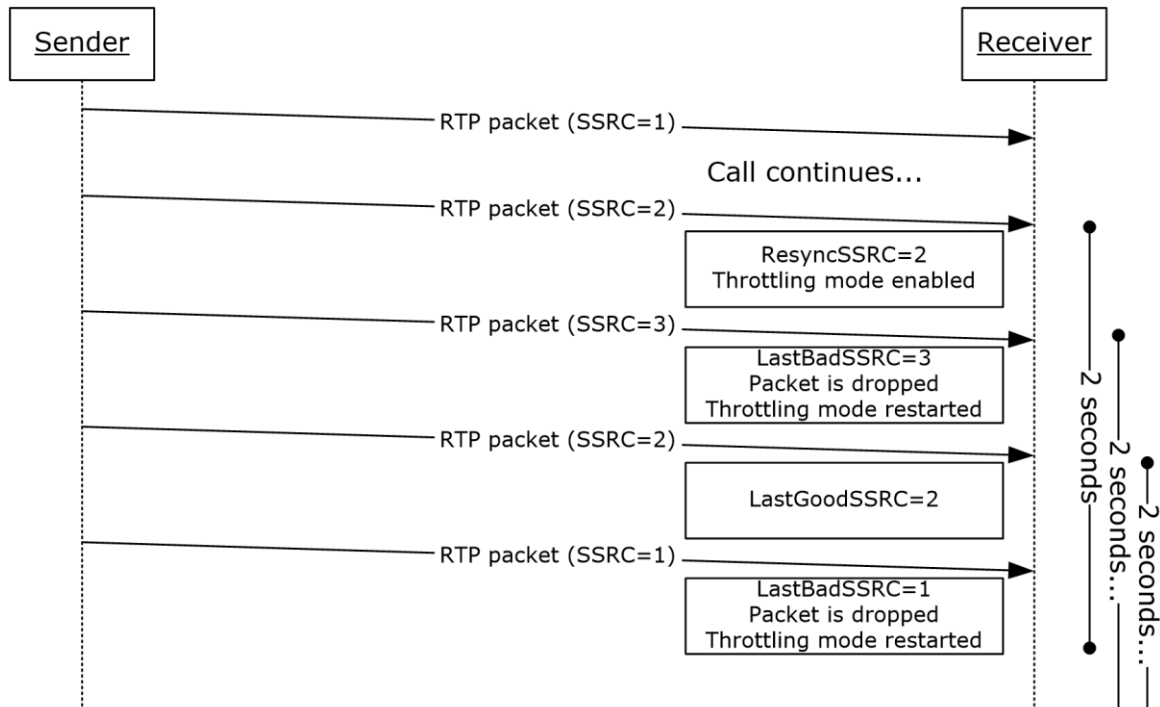 Sender
Receiver
RTP packet (SSRC=1)
Call continues...
RTP packet (SSRC=2)
ResyncSSRC=2
Throttling mode enabled
RTP packet (SSRC=3)
LastBadSSRC=3
Packet is dropped
Throttling mode restarted
RTP packet (SSRC=2)
LastGoodSSRC=2
RTP packet (SSRC=1)
LastBadSSRC=1
Packet is dropped
Throttling mode restarted
2 seconds
2 seconds...
2 seconds...